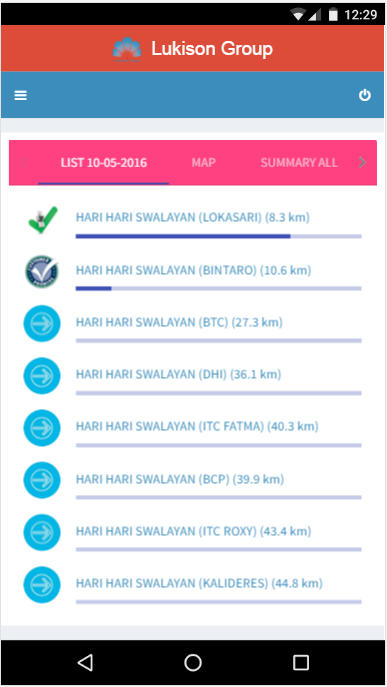 12:29
Lukison Group
LIST 10-05-2016 MAP SUMMARY ALL
HARI HARI SWALAYAN (LOKASARI) (8.3 km)
HARI HARI SWALAYAN (BINTARO) (10.6 km)
HARI HARI SWALAYAN (BTC) (27.3 km)
HARI HARI SWALAYAN (DHI) (36.1 km)
HARI HARI SWALAYAN (ITC FATMA) (40.3 km)
HARI HARI SWALAYAN (BCP) (39.9 km)
HARI HARI SWALAYAN (ITC ROXY) (43.4 km)
HARI HARI SWALAYAN (KALIDERES) (44.8 km)